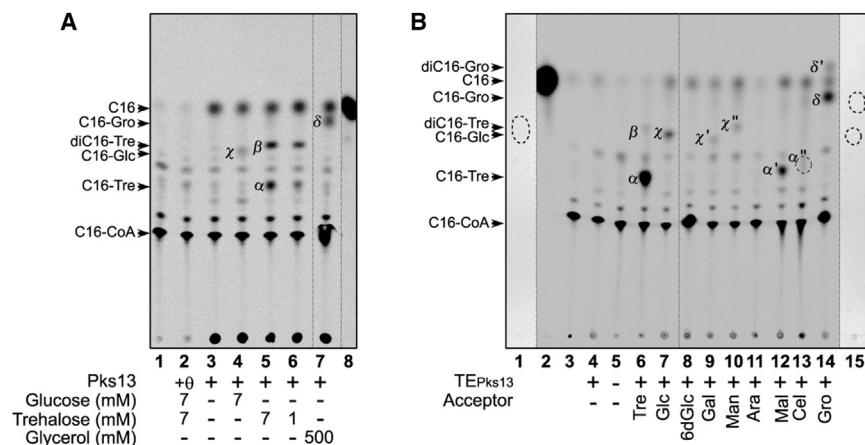 A
C16
C16-Gro
diC16-Tre
C16-Glc
C16-Tre
C16-CoA
χ
β
α
δ
1 2 3 4 5 6 7 8
Pks13 +θ + + + + +
Glucose (mM) 7 - 7 - - -
Trehalose (mM) 7 - - 7 1 -
Glycerol (mM) - - - - - 500
B
diC16-Gro
C16
C16-Gro
diC16-Tre
C16-Glc
C16-Tre
C16-CoA
β
α
χ
χ'
χ"
α'
α"
δ'
δ
1 2 3 4 5 6 7 8 9 10 11 12 13 14 15
TEPks13 + - + + + + + + + + +
Acceptor - - Tre Glc 6dGlc Gal Man Ara Mal Cel Gro